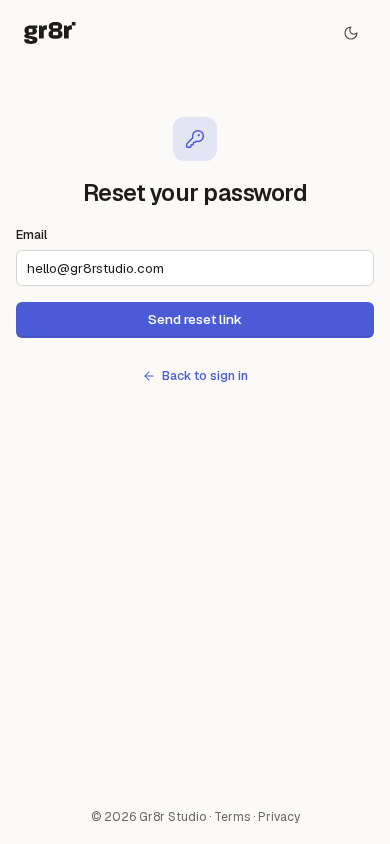 gr8r
Reset your password
Email
hello@gr8rstudio.com
Send reset link
Back to sign in
© 2026 Gr8r Studio · Terms · Privacy